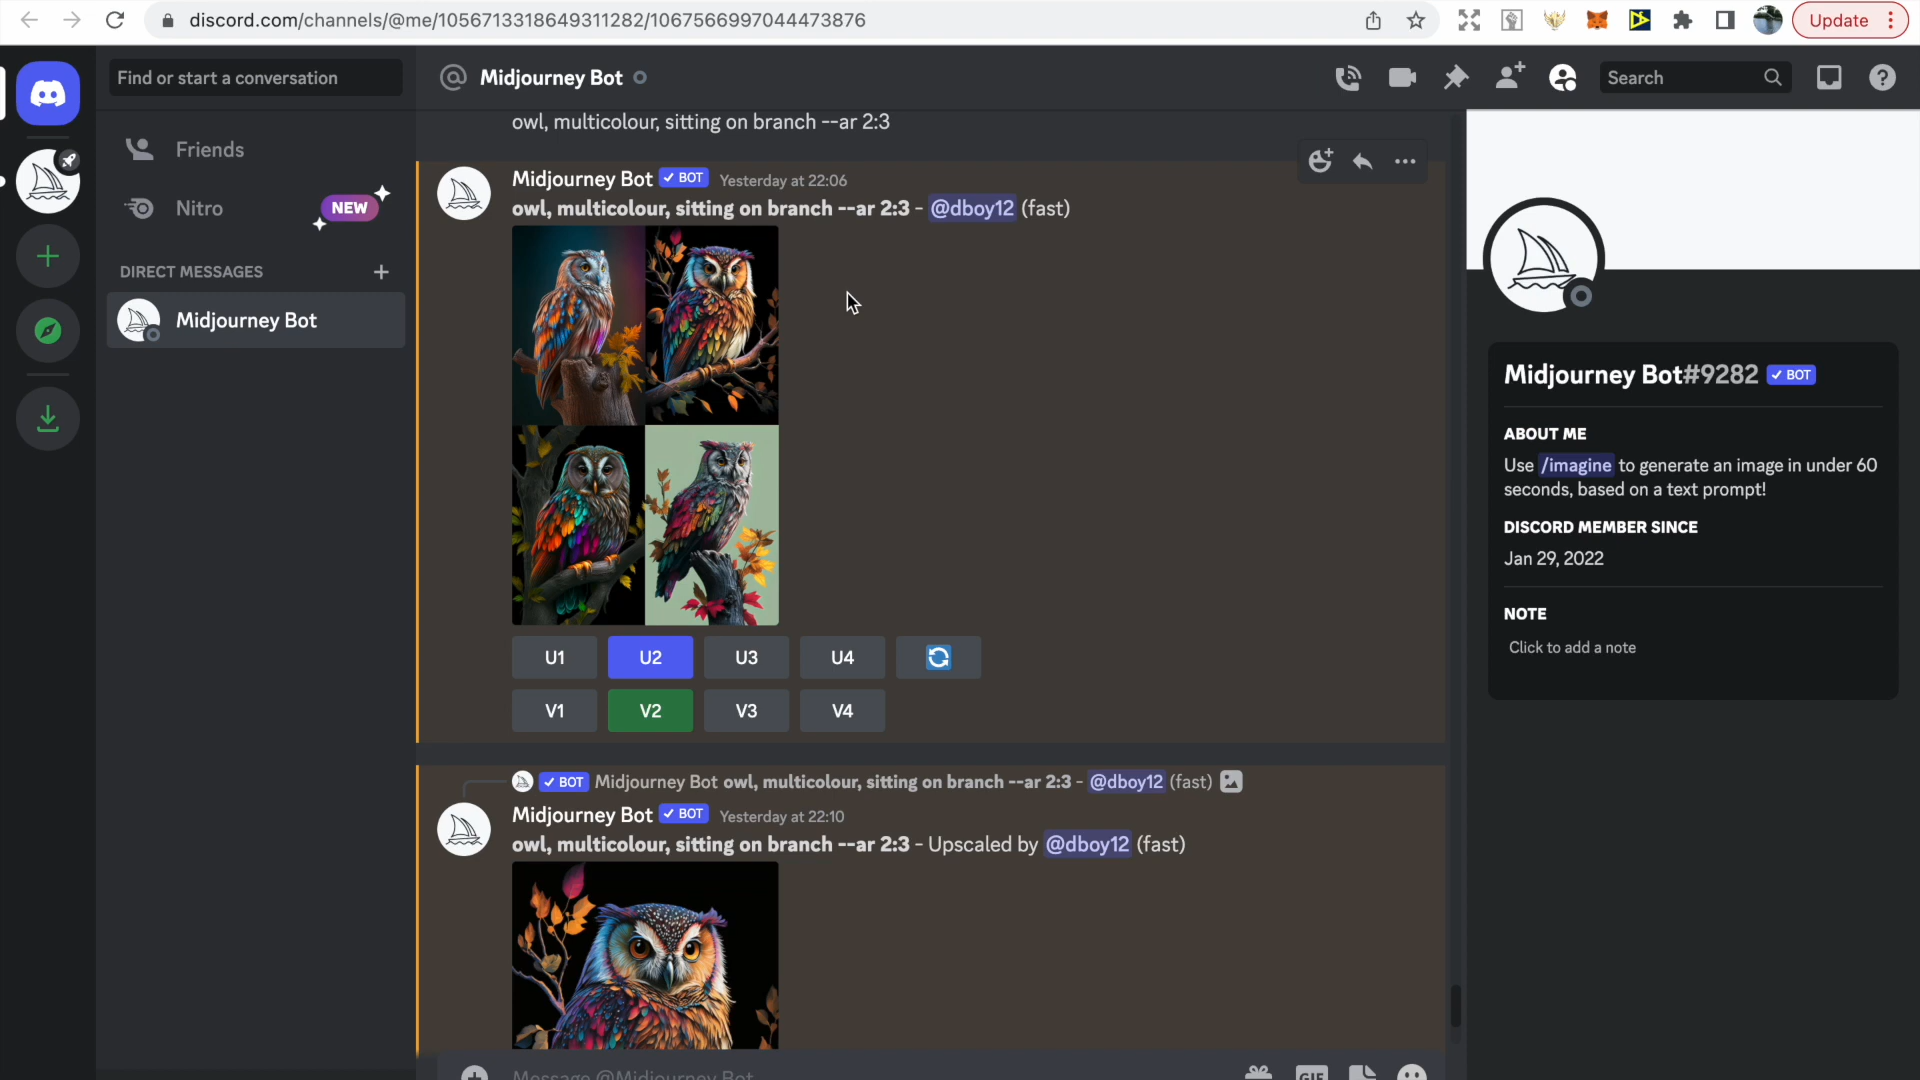 discord.com/channels/@me/1056713318649311282/1067566997044473876
Update
Find or start a conversation
Midjourney Bot
Search
Friends
Nitro
NEW
DIRECT MESSAGES
Midjourney Bot
owl, multicolour, sitting on branch --ar 2:3
Midjourney Bot BOT Yesterday at 22:06
owl, multicolour, sitting on branch --ar 2:3 - @dboy12 (fast)
U1 U2 U3 U4
V1 V2 V3 V4
BOT Midjourney Bot owl, multicolour, sitting on branch --ar 2:3 - @dboy12 (fast)
Midjourney Bot BOT Yesterday at 22:10
owl, multicolour, sitting on branch --ar 2:3 - Upscaled by @dboy12 (fast)
Message @Midjourney Bot
GIF
Midjourney Bot#9282 BOT
ABOUT ME
Use /imagine to generate an image in under 60
seconds, based on a text prompt!
DISCORD MEMBER SINCE
Jan 29, 2022
NOTE
Click to add a note